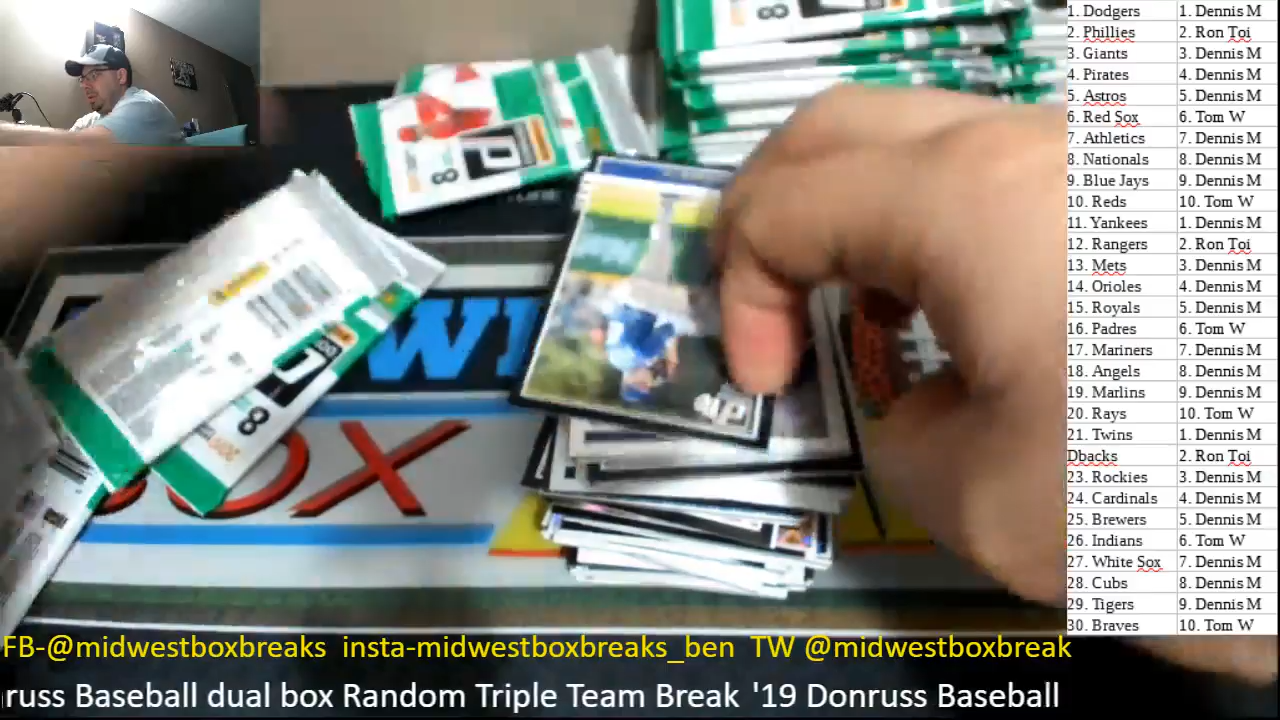 1. Dodgers 1. Dennis M
2. Phillies 2. Ron Toi
3. Giants 3. Dennis M
4. Pirates 4. Dennis M
5. Astros 5. Dennis M
6. Red Sox 6. Tom W
7. Athletics 7. Dennis M
8. Nationals 8. Dennis M
9. Blue Jays 9. Dennis M
10. Reds 10. Tom W
11. Yankees 1. Dennis M
12. Rangers 2. Ron Toi
13. Mets 3. Dennis M
14. Orioles 4. Dennis M
15. Royals 5. Dennis M
16. Padres 6. Tom W
17. Mariners 7. Dennis M
18. Angels 8. Dennis M
19. Marlins 9. Dennis M
20. Rays 10. Tom W
21. Twins 1. Dennis M
Dbacks 2. Ron Toi
23. Rockies 3. Dennis M
24. Cardinals 4. Dennis M
25. Brewers 5. Dennis M
26. Indians 6. Tom W
27. White Sox 7. Dennis M
28. Cubs 8. Dennis M
29. Tigers 9. Dennis M
30. Braves 10. Tom W
8
8
8
BOX
FB-@midwestboxbreaks insta-midwestboxbreaks_ben TW @midwestboxbreak
russ Baseball dual box Random Triple Team Break '19 Donruss Baseball